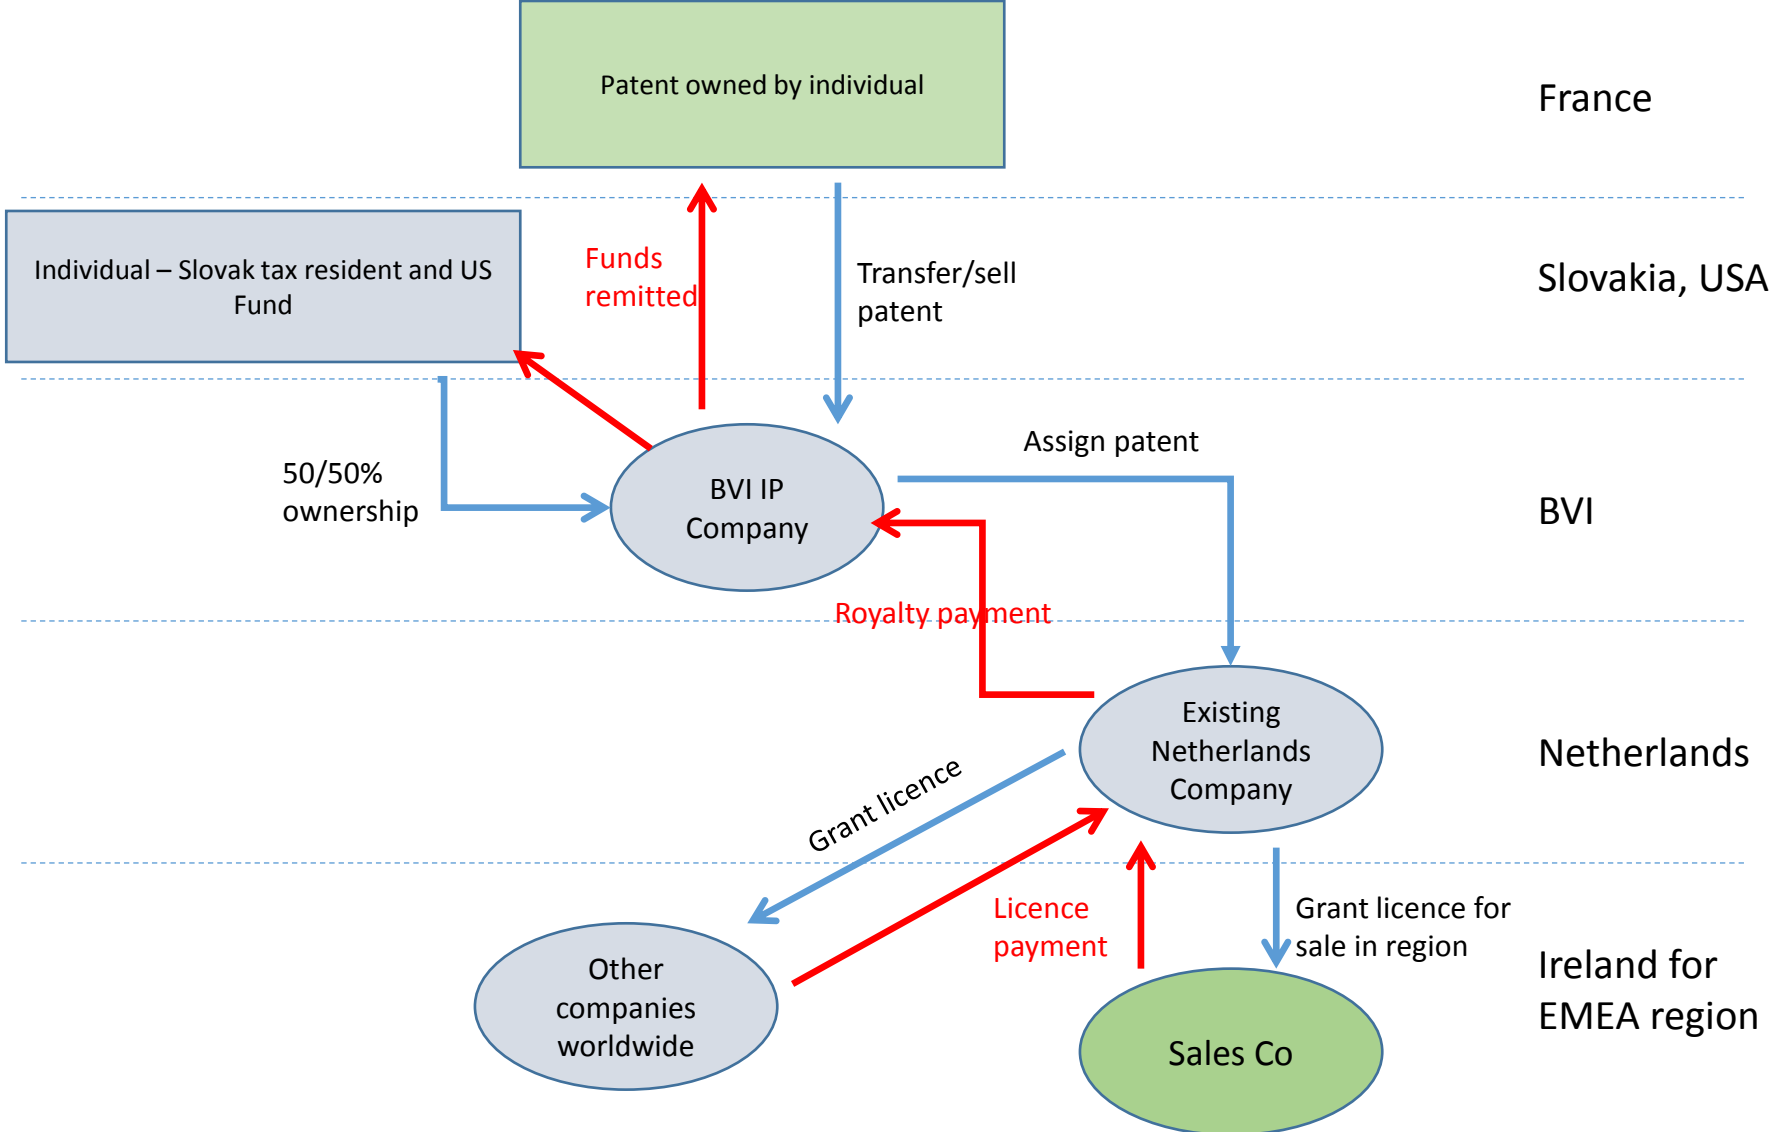 Patent owned by individual
France
Individual – Slovak tax resident and US
Fund
Funds
remitted
Transfer/sell
patent
Slovakia, USA
50/50%
ownership
BVI IP
Company
Assign patent
BVI
Royalty payment
Existing
Netherlands
Company
Netherlands
Grant licence
Licence
payment
Grant licence for
sale in region
Other
companies
worldwide
Sales Co
Ireland for
EMEA region